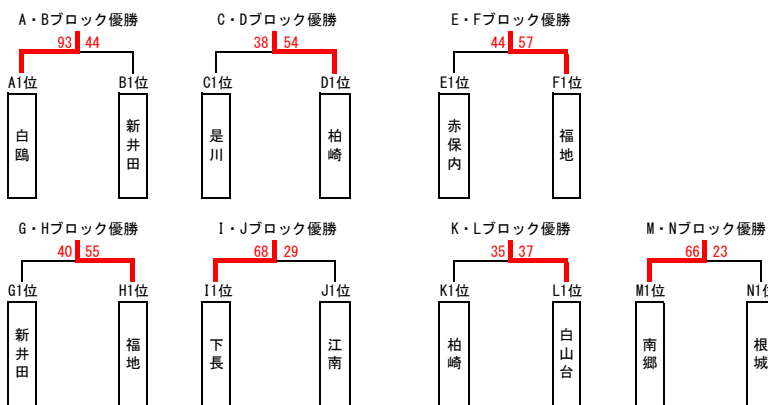 A・Bブロック優勝
C・Dブロック優勝
E・Fブロック優勝
93 44
38 54
44 57
A1位
B1位
C1位
D1位
E1位
F1位
白鴎
新井田
是川
柏崎
赤保内
福地
G・Hブロック優勝
I・Jブロック優勝
K・Lブロック優勝
M・Nブロック優勝
40 55
68 29
35 37
66 23
G1位
H1位
I1位
J1位
K1位
L1位
M1位
N1位
新井田
福地
下長
江南
柏崎
白山台
南郷
根城